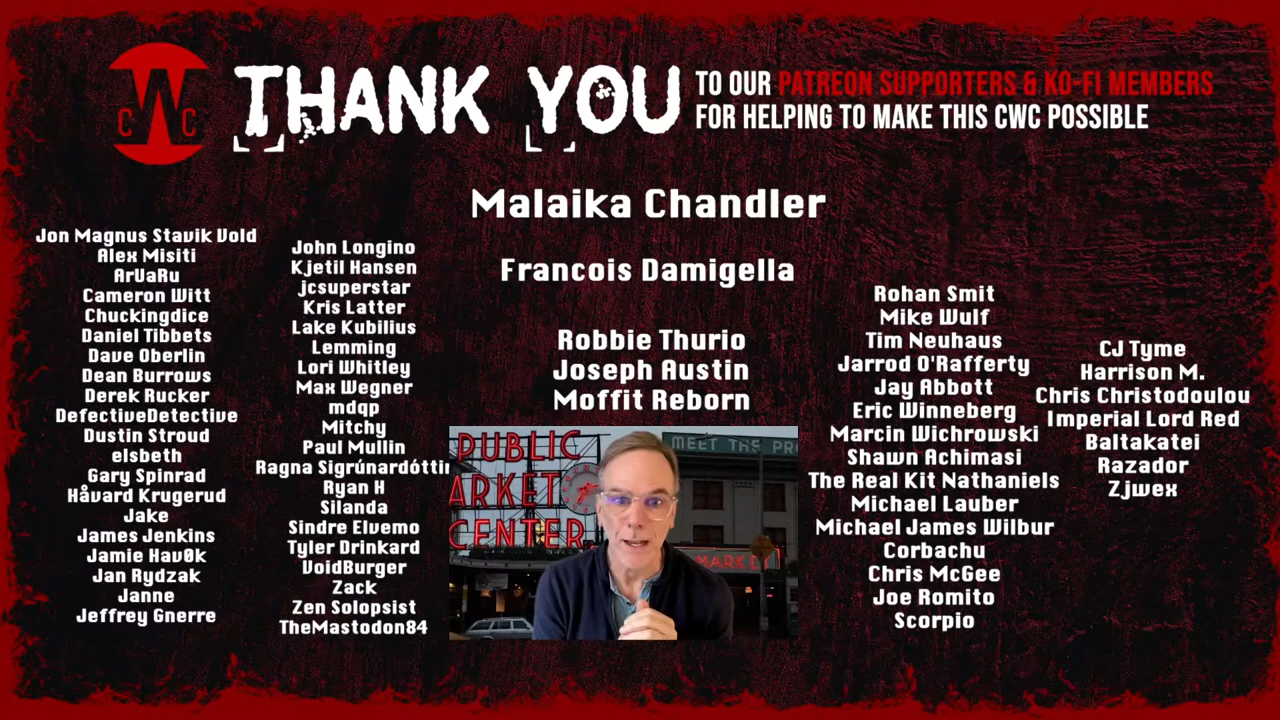 CWC
THANK YOU
TO OUR PATREON SUPPORTERS & KO-FI MEMBERS
FOR HELPING TO MAKE THIS CWC POSSIBLE
Malaika Chandler
Francois Damigella
Robbie Thurio
Joseph Austin
Moffit Reborn
Jon Magnus Stavik Vold
Alex Misiti
ArVaRu
Cameron Witt
Chuckingdice
Daniel Tibbets
Dave Oberlin
Dean Burrows
Derek Rucker
DefectiveDetective
Dustin Stroud
elsbeth
Gary Spinrad
Håvard Krugerud
Jake
James Jenkins
Jamie Hav0k
Jan Rydzak
Janne
Jeffrey Gnerre
John Longino
Kjetil Hansen
jcsuperstar
Kris Latter
Lake Kubilius
Lemming
Lori Whitley
Max Wegner
mdqp
Mitchy
Paul Mullin
Ragna Sigrúnardóttir
Ryan H
Silanda
Sindre Elvemo
Tyler Drinkard
VoidBurger
Zack
Zen Solopsist
TheMastodon84
PUBLIC
ARKET
CENTER
MEET THE PRO
MARKET
Rohan Smit
Mike Wulf
Tim Neuhaus
Jarrod O'Rafferty
Jay Abbott
Eric Winneberg
Marcin Wichrowski
Shawn Achimasi
The Real Kit Nathaniels
Michael Lauber
Michael James Wilbur
Corbachu
Chris McGee
Joe Romito
Scorpio
CJ Tyme
Harrison M.
Chris Christodoulou
Imperial Lord Red
Baltakatei
Razador
Zjwex